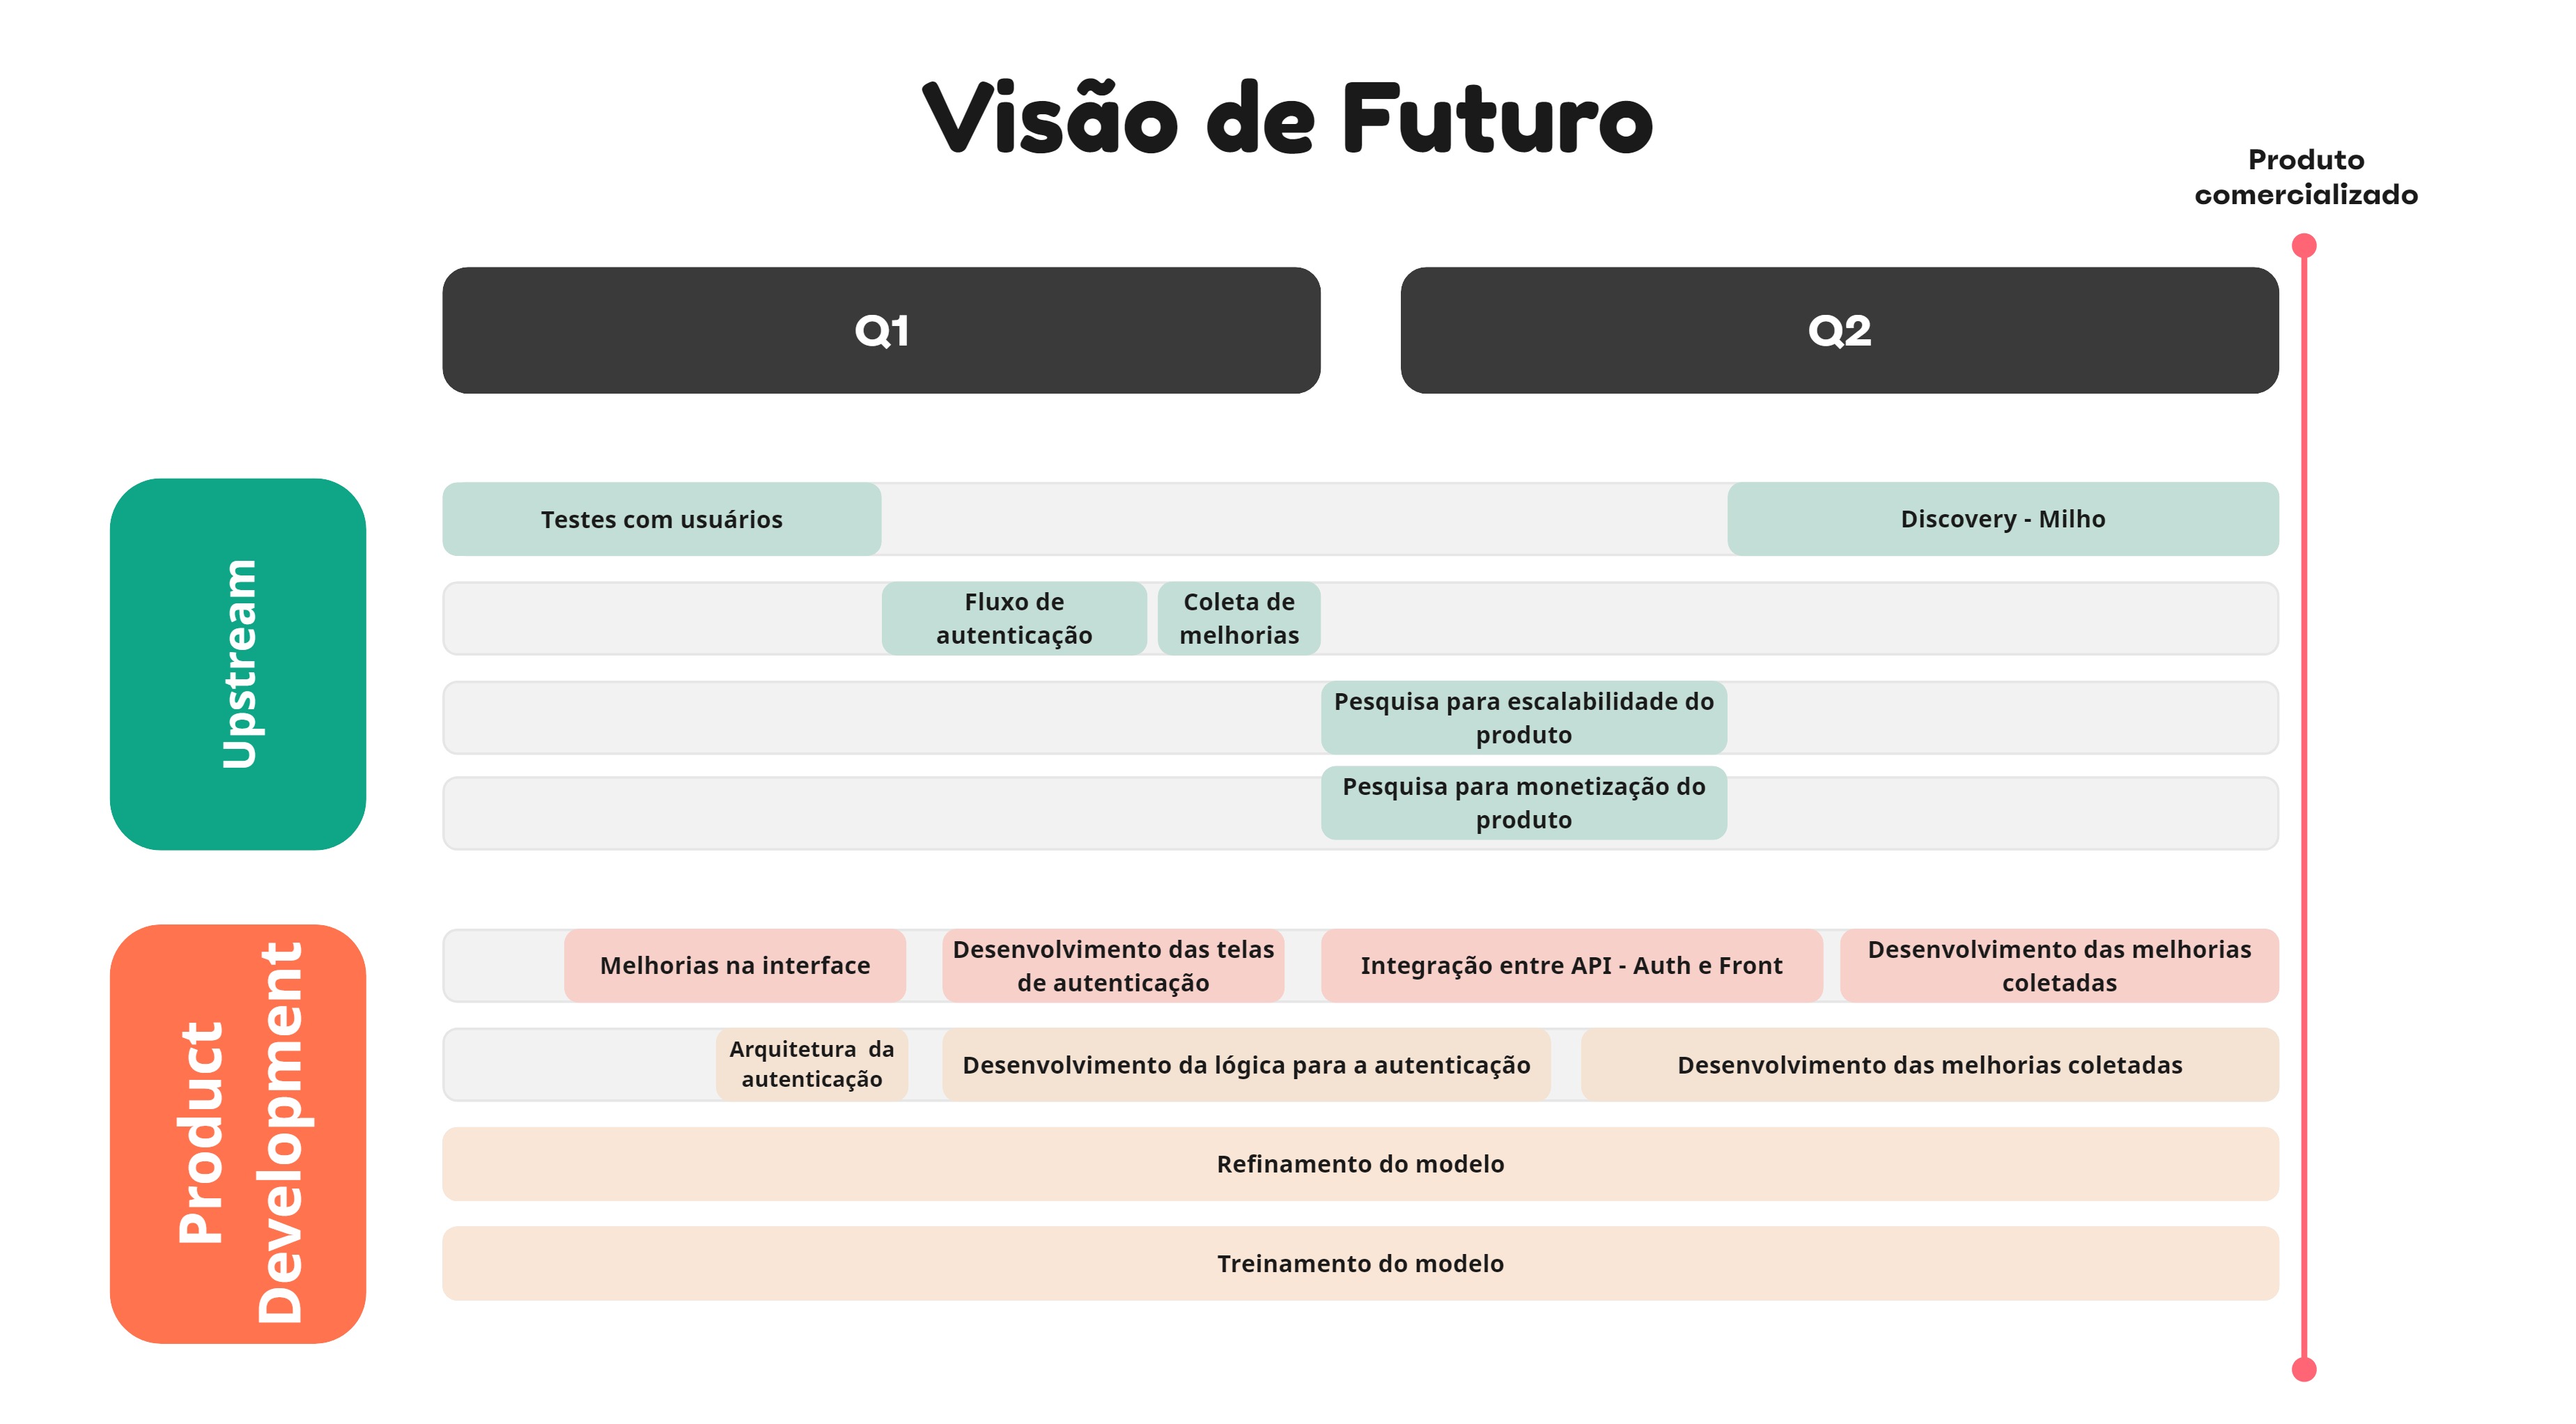 Visão de Futuro
Produto
comercializado
Q1
Q2
Upstream
Testes com usuários
Discovery - Milho
Fluxo de
autenticação
Coleta de
melhorias
Pesquisa para escalabilidade do
produto
Pesquisa para monetização do
produto
Product
Development
Melhorias na interface
Desenvolvimento das telas
de autenticação
Integração entre API - Auth e Front
Desenvolvimento das melhorias
coletadas
Arquitetura da
autenticação
Desenvolvimento da lógica para a autenticação
Desenvolvimento das melhorias coletadas
Refinamento do modelo
Treinamento do modelo